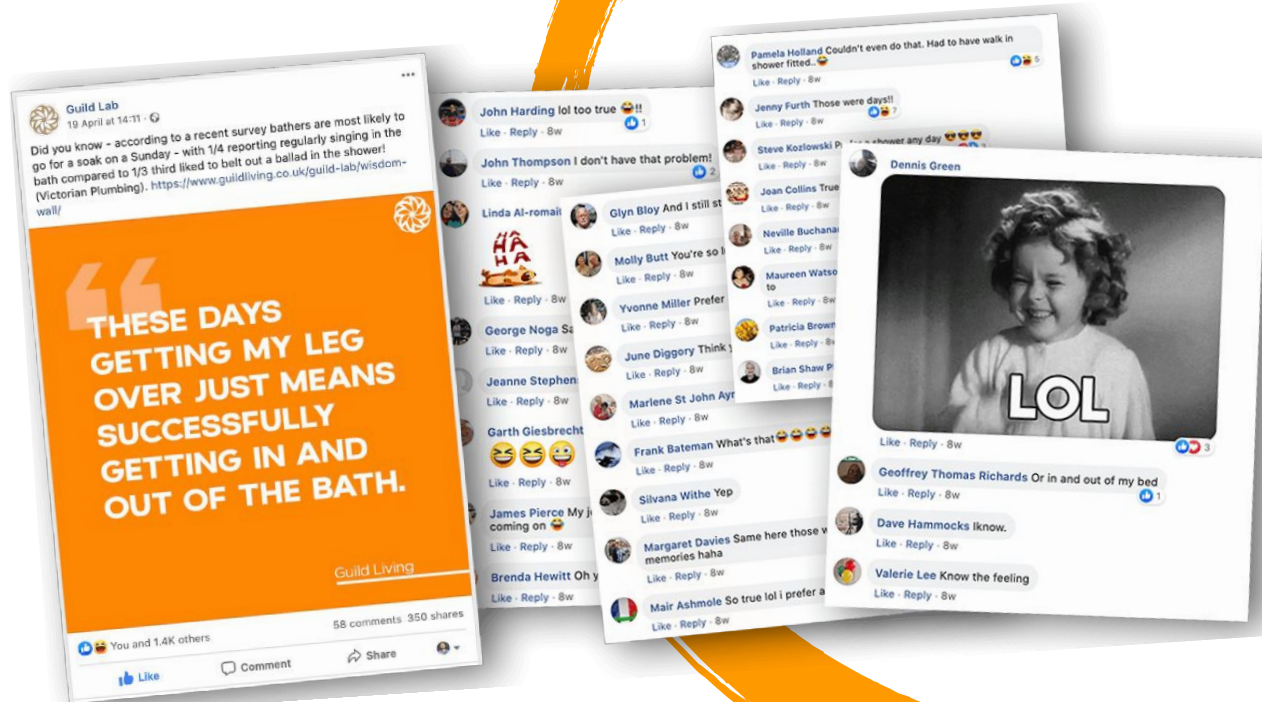 Guild Lab
19 April at 14:11 ·
Did you know - according to a recent survey bathers are most likely to
go for a soak on a Sunday - with 1/4 reporting regularly singing in the
bath compared to 1/3 third liked to belt out a ballad in the shower!
(Victorian Plumbing). https://www.guildliving.co.uk/guild-lab/wisdom-
wall/
THESE DAYS
GETTING MY LEG
OVER JUST MEANS
SUCCESSFULLY
GETTING IN AND
OUT OF THE BATH.
Guild Living
You and 1.4K others
58 comments 350 shares
Like
Comment
Share
John Harding lol too true 😂!!
Like · Reply · 8w
1
John Thompson I don't have that problem!
Like · Reply · 8w
2
Linda Al-romai
HA
HA
Like · Reply · 8w
George Noga
Like · Reply · 8w
Jeanne Stephen
Like · Reply · 8w
Garth Giesbrecht
😆😆🤪
Like · Reply · 8w
James Pierce My
coming on 😂
Like · Reply · 8w
Brenda Hewitt Oh
Like · Reply · 8w
Glyn Bloy And I still
Like · Reply · 8w
Molly Butt You're so
Like · Reply · 8w
Yvonne Miller Prefer
Like · Reply · 8w
June Diggory Think
Like · Reply · 8w
Marlene St John
Like · Reply · 8w
Frank Bateman What's that😂😂😂😂
Like · Reply · 8w
Silvana Withe Yep
Like · Reply · 8w
Margaret Davies Same here those
memories haha
Like · Reply · 8w
Mair Ashmole So true lol i prefer a
Like · Reply · 8w
Pamela Holland Couldn't even do that. Had to have walk in
shower fitted..😂
Like · Reply · 8w
5
Jenny Furth Those were days!!
Like · Reply · 8w
7
Steve Kozlowski a shower any day 😎😎😎
Like · Reply · 8w
Joan Collins True
Like · Reply · 8w
Neville Buchana
Like · Reply · 8w
Maureen Watso
to
Like · Reply · 8w
Patricia Brown
Like · Reply · 8w
Brian Shaw
Like · Reply ·
Dennis Green
LOL
Like · Reply · 8w
3
Geoffrey Thomas Richards Or in and out of my bed
Like · Reply · 8w
1
Dave Hammocks Iknow.
Like · Reply · 8w
Valerie Lee Know the feeling
Like · Reply · 8w